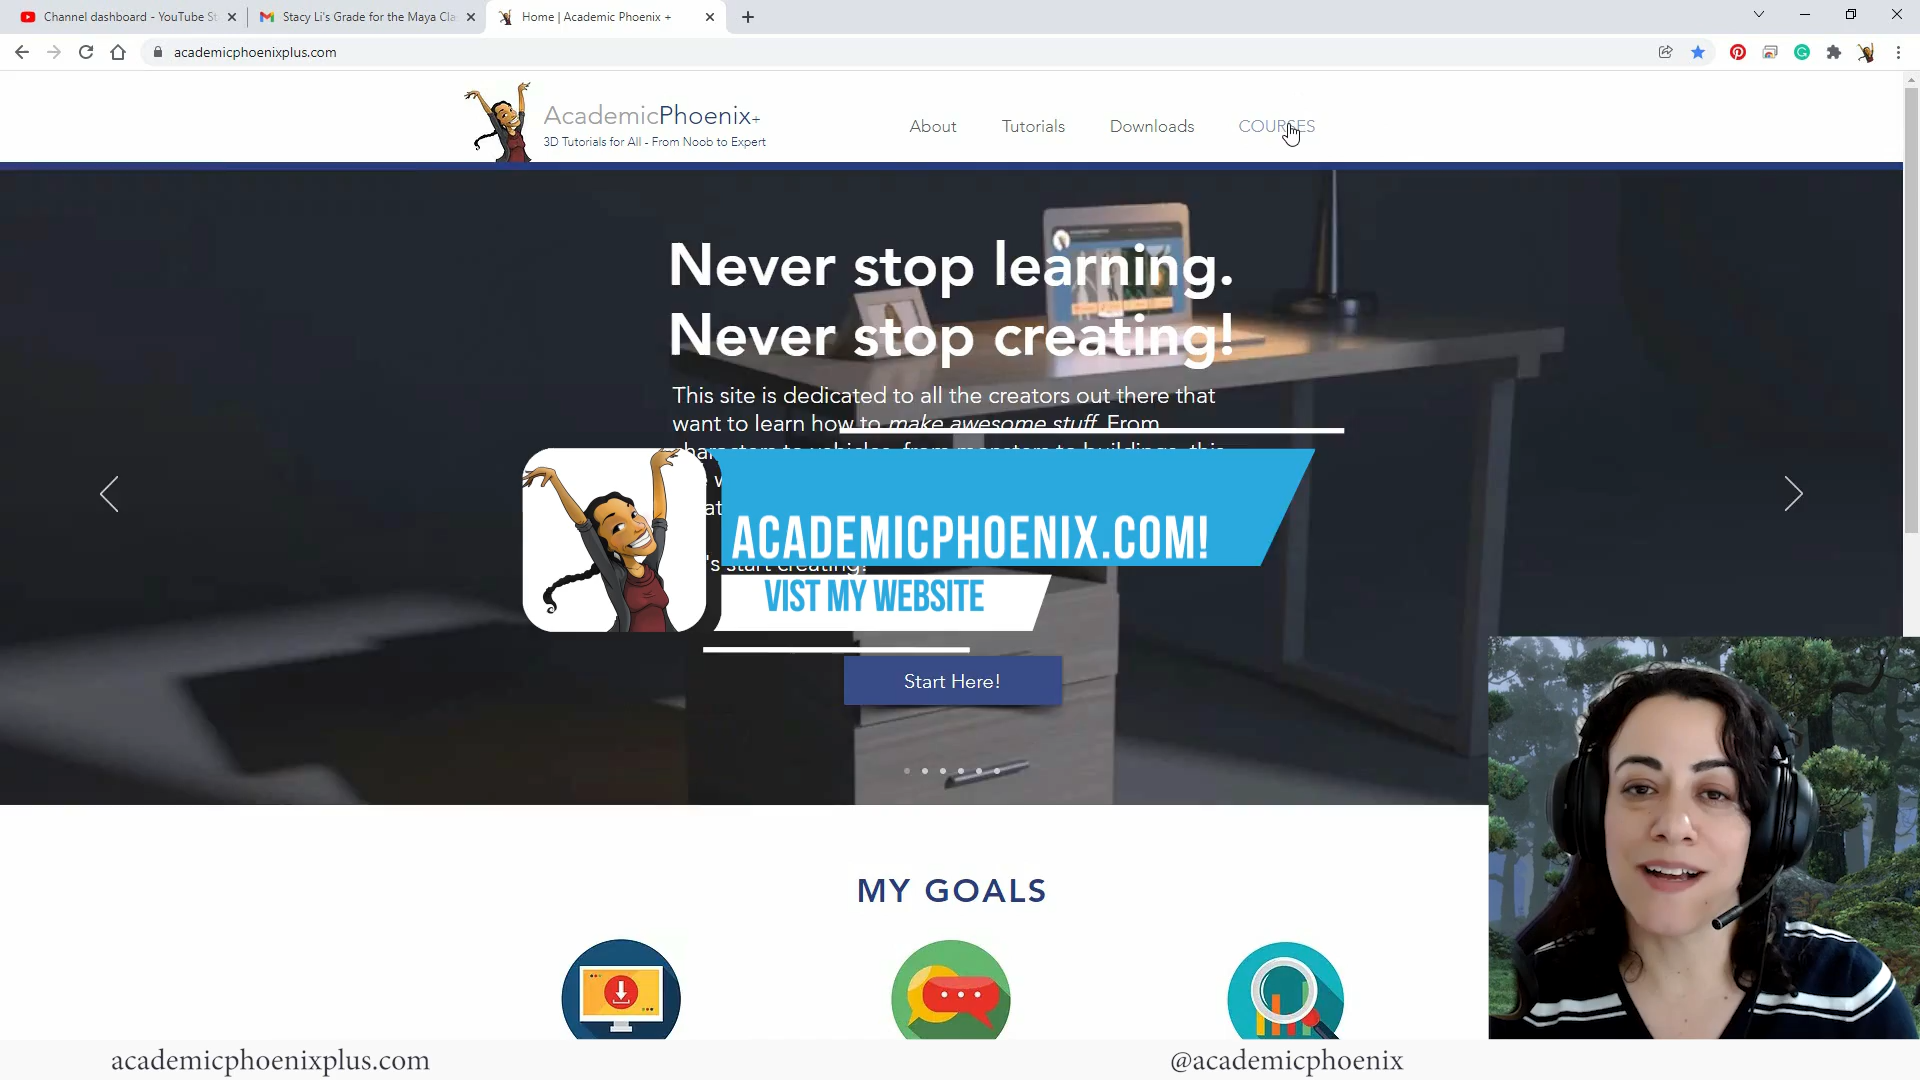 Channel dashboard - YouTube St
Stacy Li's Grade for the Maya Cla
Home | Academic Phoenix +
academicphoenixplus.com
AcademicPhoenix+
3D Tutorials for All - From Noob to Expert
About
Tutorials
Downloads
COURSES
Never stop learning.
Never stop creating!
This site is dedicated to all the creators out there that
want to learn how to make awesome stuff. From
ACADEMICPHOENIX.COM!
's start creating!
VIST MY WEBSITE
Start Here!
MY GOALS
academicphoenixplus.com
@academicphoenix